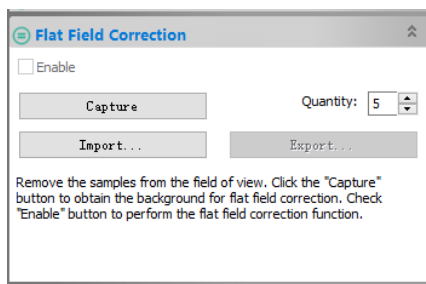 Flat Field Correction
Enable
Capture
Quantity: 5
Import...
Export...
Remove the samples from the field of view. Click the "Capture"
button to obtain the background for flat field correction. Check
"Enable" button to perform the flat field correction function.